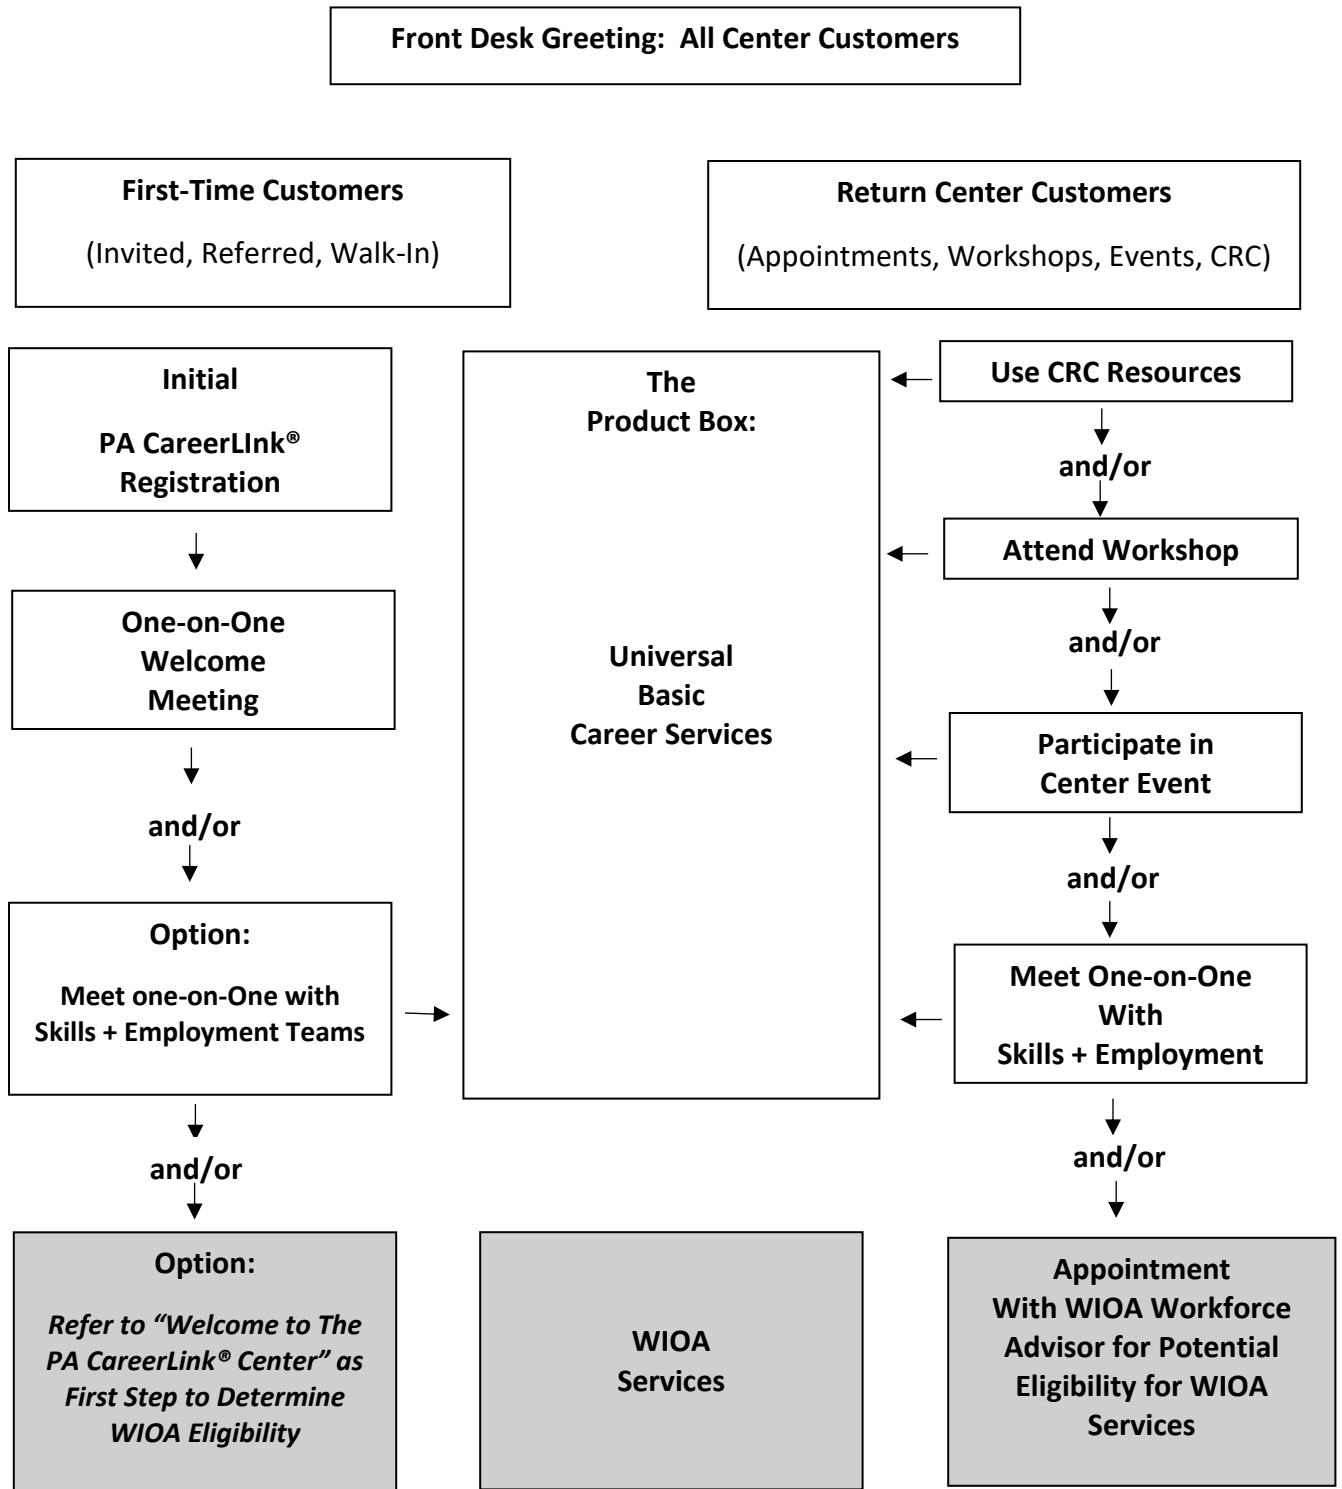 Front Desk Greeting:  All Center Customers
First-Time Customers
(Invited, Referred, Walk-In)
Return Center Customers
(Appointments, Workshops, Events, CRC)
Initial
PA CareerLInk®
Registration
One-on-One
Welcome
Meeting
and/or
Option:
Meet one-on-One with
Skills + Employment Teams
and/or
Option:
Refer to “Welcome to The
PA CareerLink® Center” as
First Step to Determine
WIOA Eligibility
The
Product Box:
Universal
Basic
Career Services
WIOA
Services
Use CRC Resources
and/or
Attend Workshop
and/or
Participate in
Center Event
and/or
Meet One-on-One
With
Skills + Employment
and/or
Appointment
With WIOA Workforce
Advisor for Potential
Eligibility for WIOA
Services